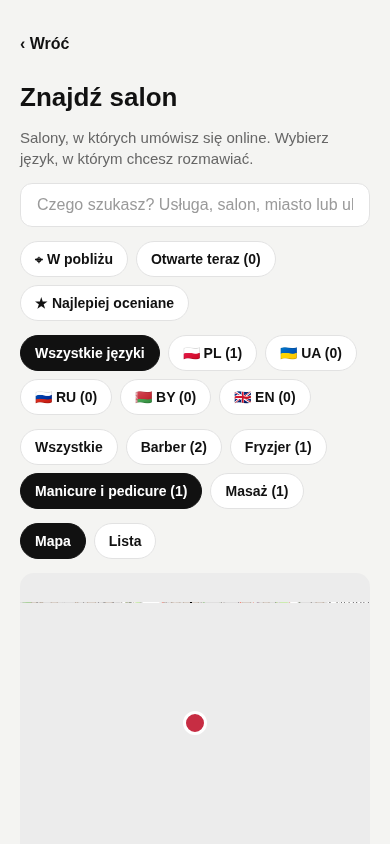 ‹ Wróć
Znajdź salon
Salony, w których umówisz się online. Wybierz
język, w którym chcesz rozmawiać.
Czego szukasz? Usługa, salon, miasto lub ul
⌖ W pobliżu Otwarte teraz (0)
★ Najlepiej oceniane
Wszystkie języki 🇵🇱 PL (1) 🇺🇦 UA (0)
🇷🇺 RU (0) 🇧🇾 BY (0) 🇬🇧 EN (0)
Wszystkie Barber (2) Fryzjer (1)
Manicure i pedicure (1) Masaż (1)
Mapa Lista